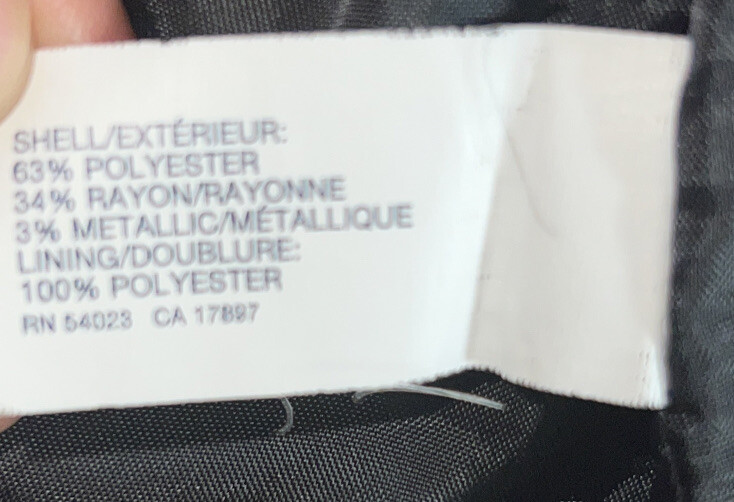 SHELL/EXTÉRIEUR:
63% POLYESTER
34% RAYON/RAYONNE
3% METALLIC/MÉTALLIQUE
LINING/DOUBLURE:
100% POLYESTER
RN 54023 CA 17897